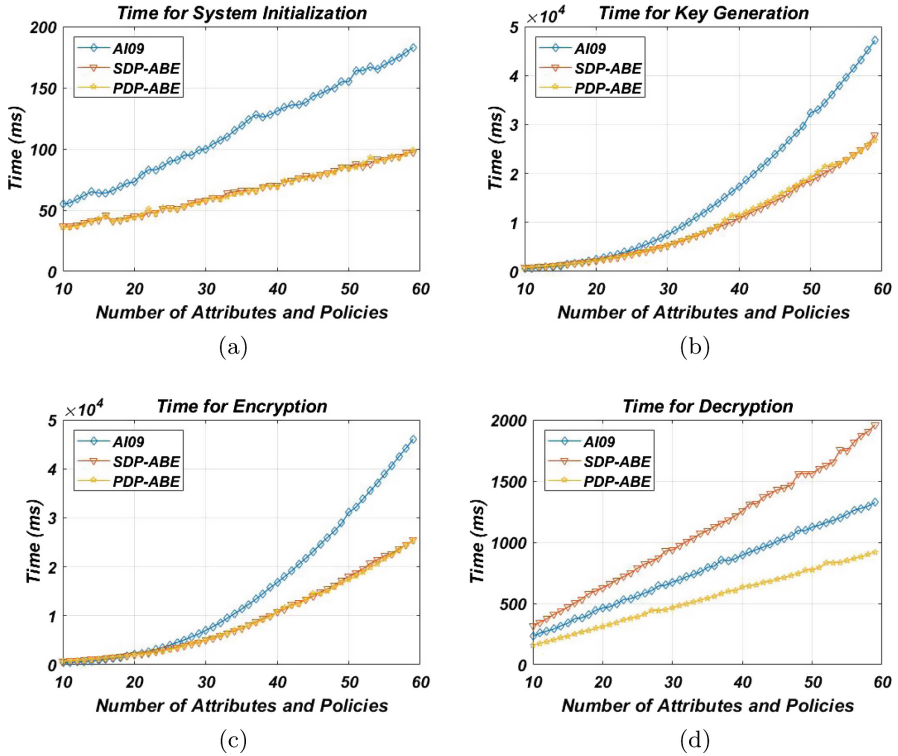 Time for System Initialization
200
150
100
50
0
10 20 30 40 50 60
Time (ms)
AI09
SDP-ABE
PDP-ABE
Number of Attributes and Policies
(a)
Time for Key Generation
×10⁴
5
4
3
2
1
0
10 20 30 40 50 60
Time (ms)
AI09
SDP-ABE
PDP-ABE
Number of Attributes and Policies
(b)
Time for Encryption
×10⁴
5
4
3
2
1
0
10 20 30 40 50 60
Time (ms)
AI09
SDP-ABE
PDP-ABE
Number of Attributes and Policies
(c)
Time for Decryption
2000
1500
1000
500
0
10 20 30 40 50 60
Time (ms)
AI09
SDP-ABE
PDP-ABE
Number of Attributes and Policies
(d)